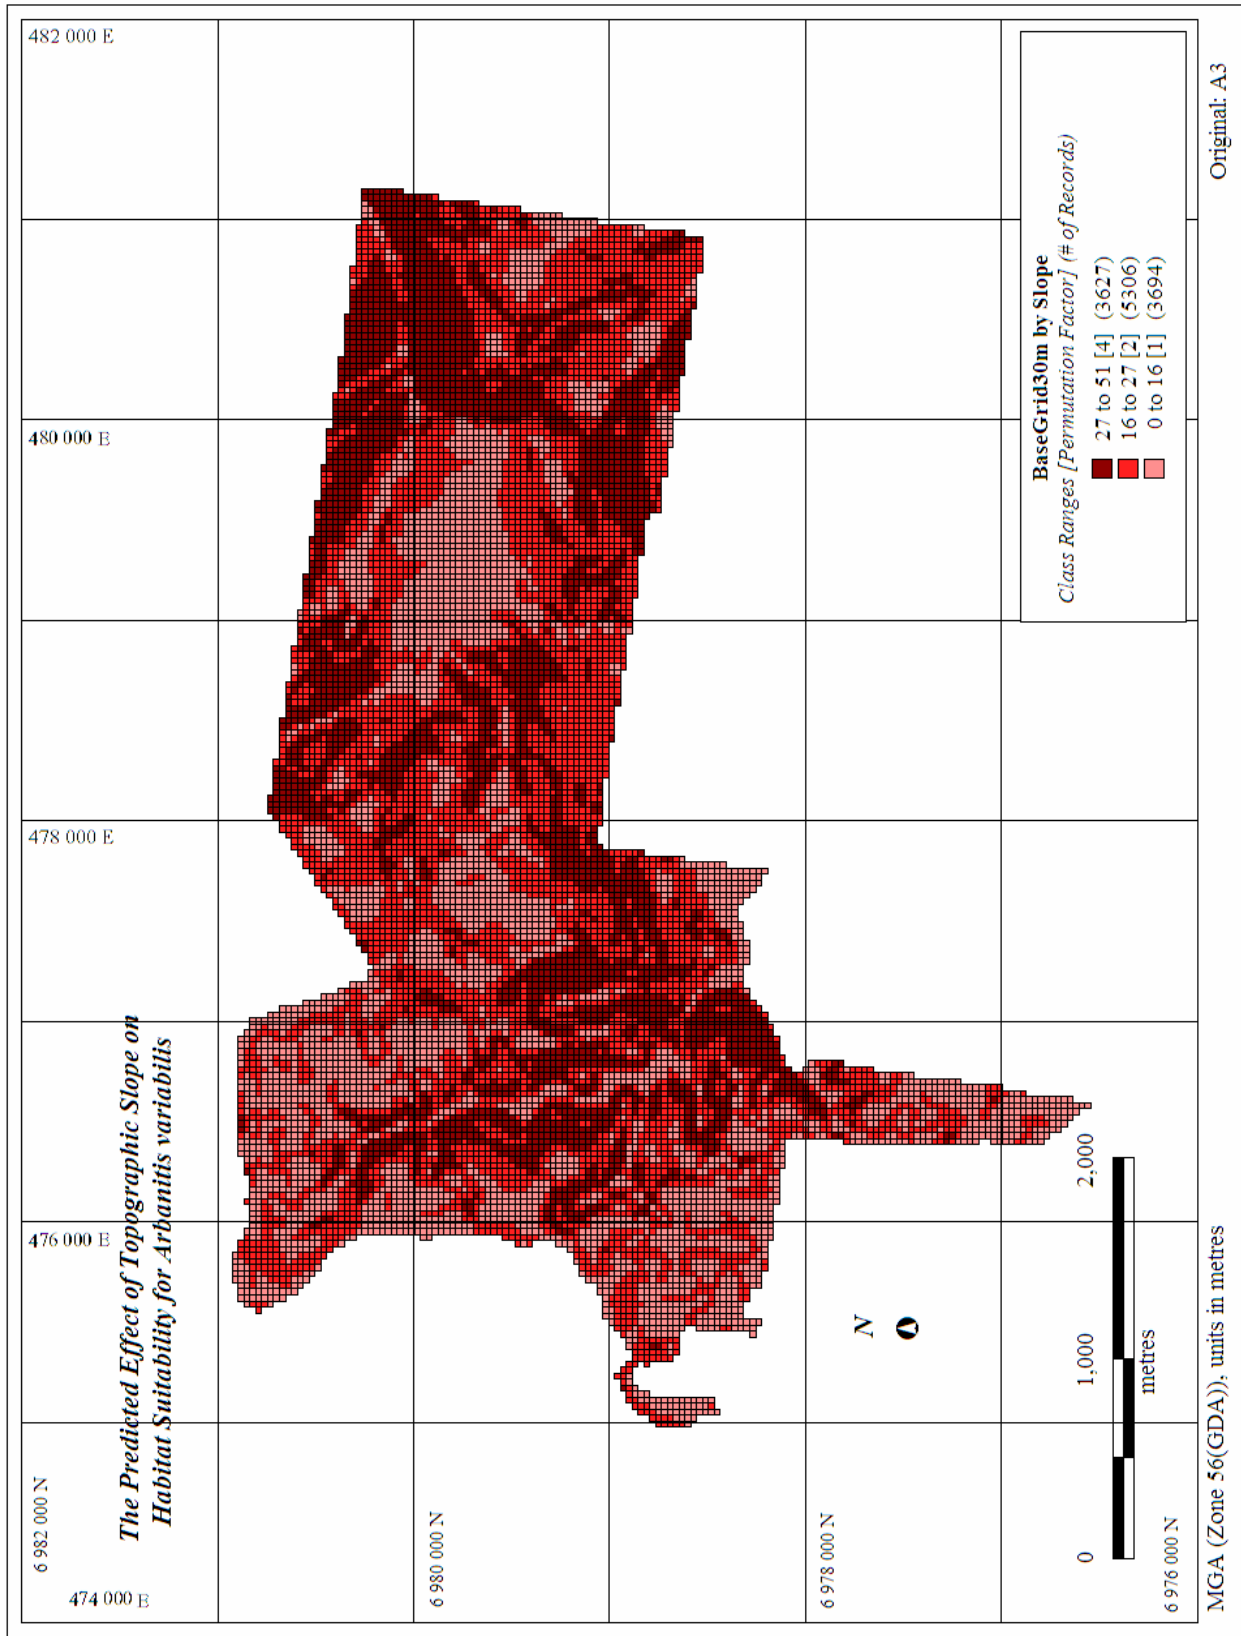 The Predicted Effect of Topographic Slope on
Habitat Suitability for Arbanitis variabilis
6 982 000 N
6 980 000 N
6 978 000 N
6 976 000 N
474 000 E
476 000 E
478 000 E
480 000 E
482 000 E
N
0 1,000 2,000
metres
BaseGrid30m by Slope
Class Ranges [Permutation Factor] (# of Records)
27 to 51 [4] (3627)
16 to 27 [2] (5306)
0 to 16 [1] (3694)
MGA (Zone 56(GDA)), units in metres
Original: A3